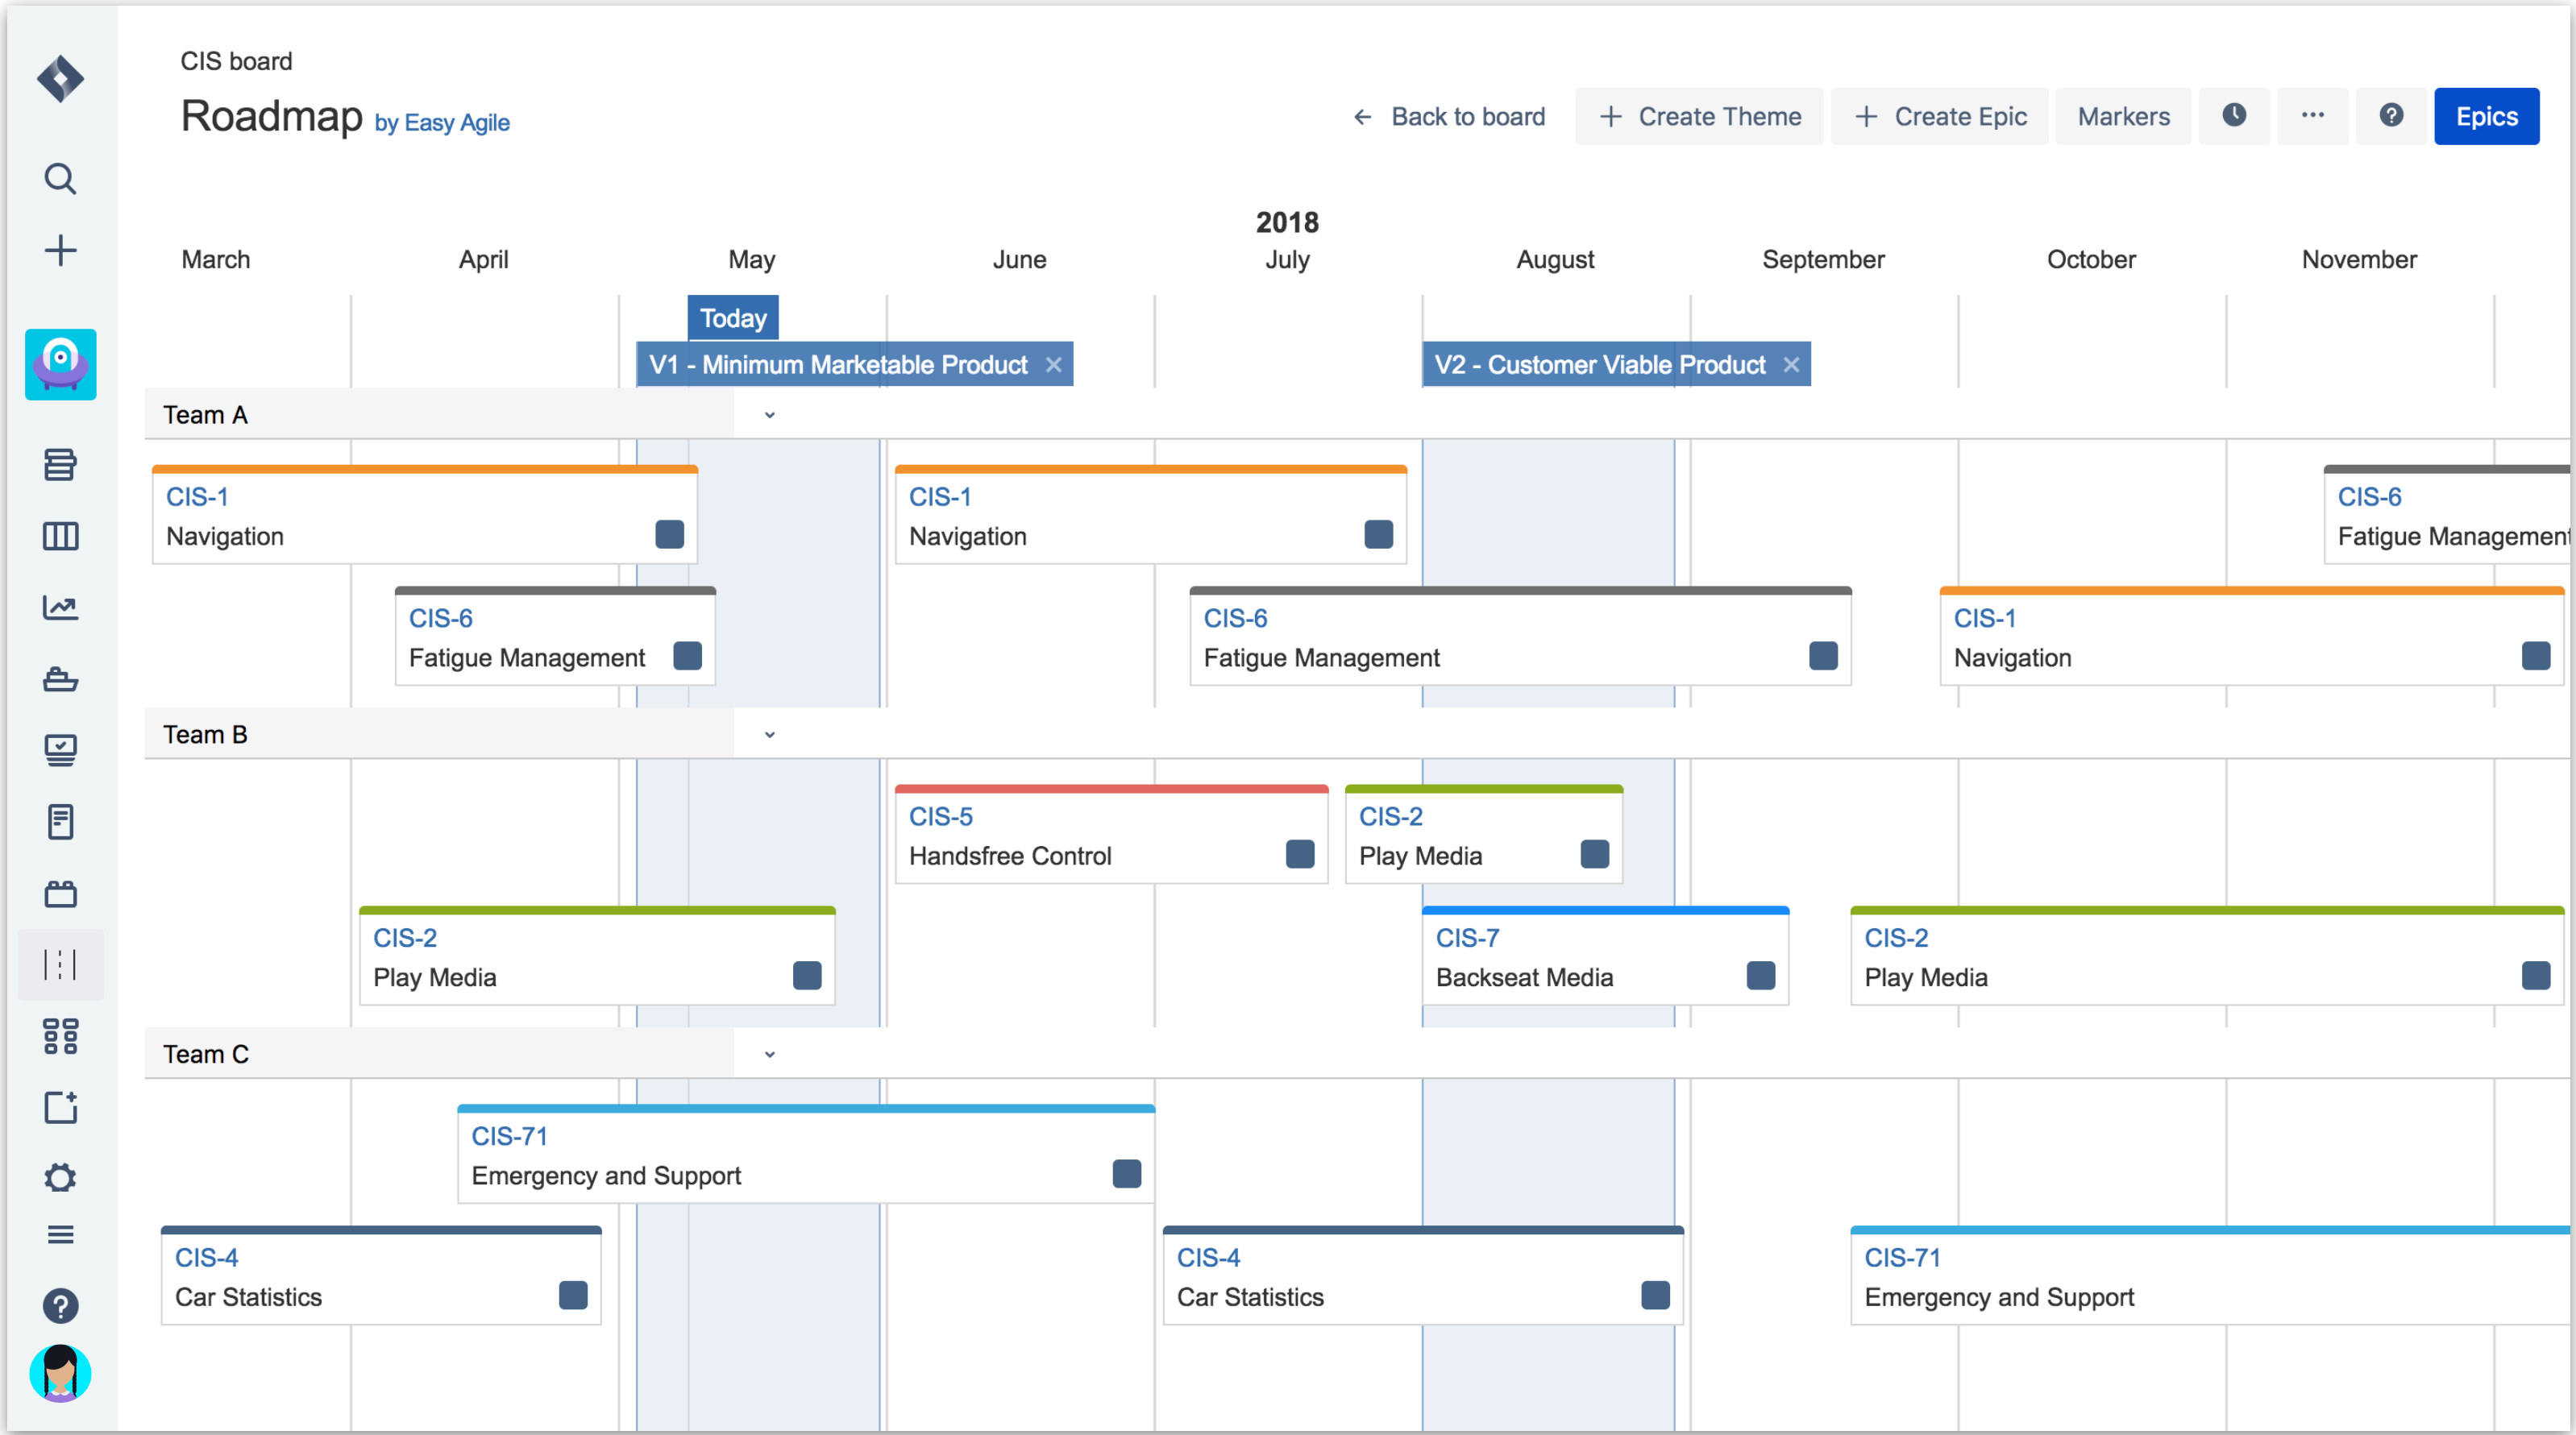 CIS board
Roadmap by Easy Agile
← Back to board + Create Theme + Create Epic Markers ... ? Epics
2018
March April May June July August September October November
Today
V1 - Minimum Marketable Product ×
V2 - Customer Viable Product ×
Team A
CIS-1
Navigation
CIS-1
Navigation
CIS-6
Fatigue Management
CIS-6
Fatigue Management
CIS-6
Fatigue Management
CIS-1
Navigation
Team B
CIS-5
Handsfree Control
CIS-2
Play Media
CIS-2
Play Media
CIS-7
Backseat Media
CIS-2
Play Media
Team C
CIS-71
Emergency and Support
CIS-4
Car Statistics
CIS-4
Car Statistics
CIS-71
Emergency and Support